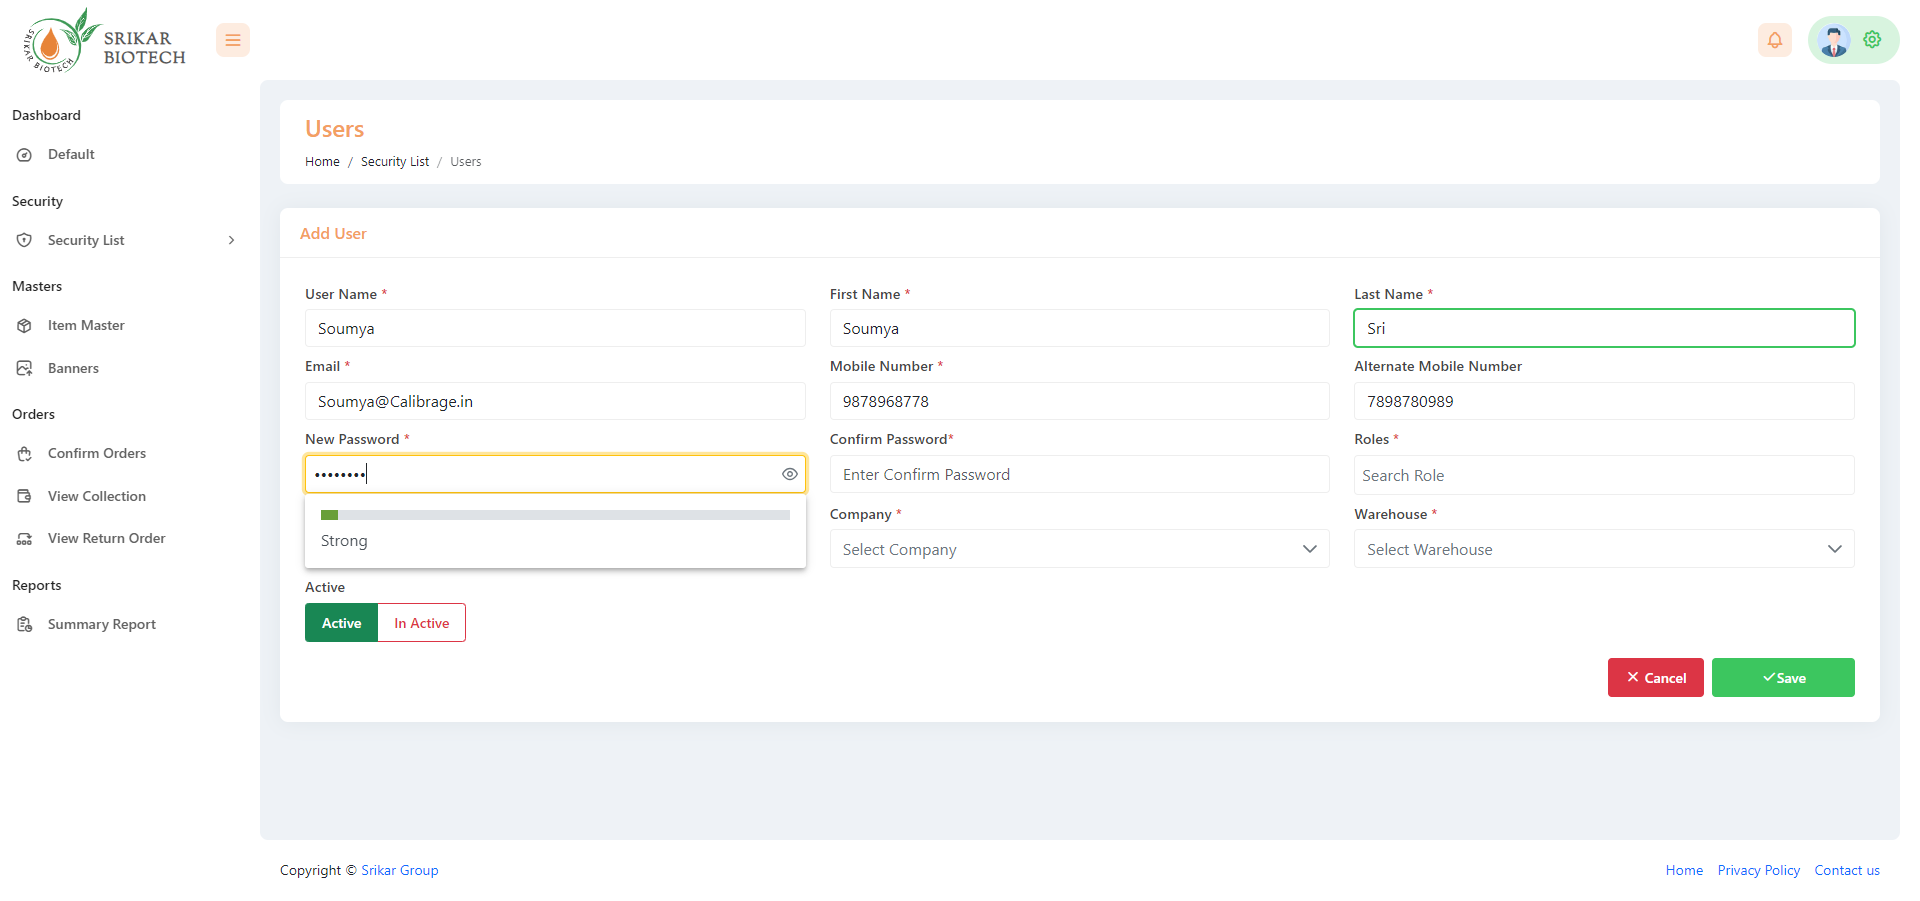 SRIKAR BIOTECH
SRIKAR
BIOTECH
Dashboard
Default
Security
Security List
Masters
Item Master
Banners
Orders
Confirm Orders
View Collection
View Return Order
Reports
Summary Report
Users
Home / Security List / Users
Add User
User Name * First Name * Last Name *
Soumya Soumya Sri
Email * Mobile Number * Alternate Mobile Number
Soumya@Calibrage.in 9878968778 7898780989
New Password * Confirm Password* Roles *
•••••••• Enter Confirm Password Search Role
Strong
Company * Warehouse *
Select Company Select Warehouse
Active
Active In Active
Cancel Save
Copyright © Srikar Group Home Privacy Policy Contact us